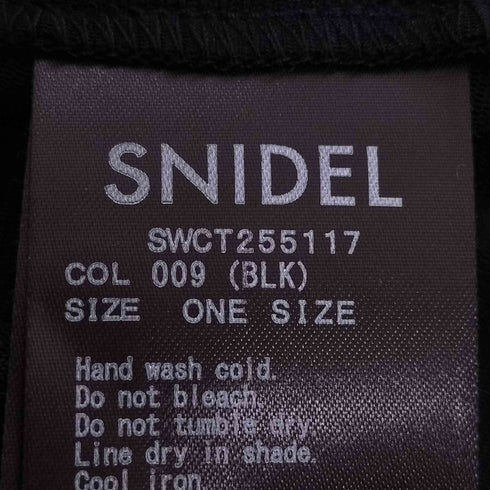 SNIDEL
SWCT255117
COL 009 (BLK)
SIZE ONE SIZE
Hand wash cold.
Do not bleach.
Do not tumble dry.
Line dry in shade.
Cool iron.